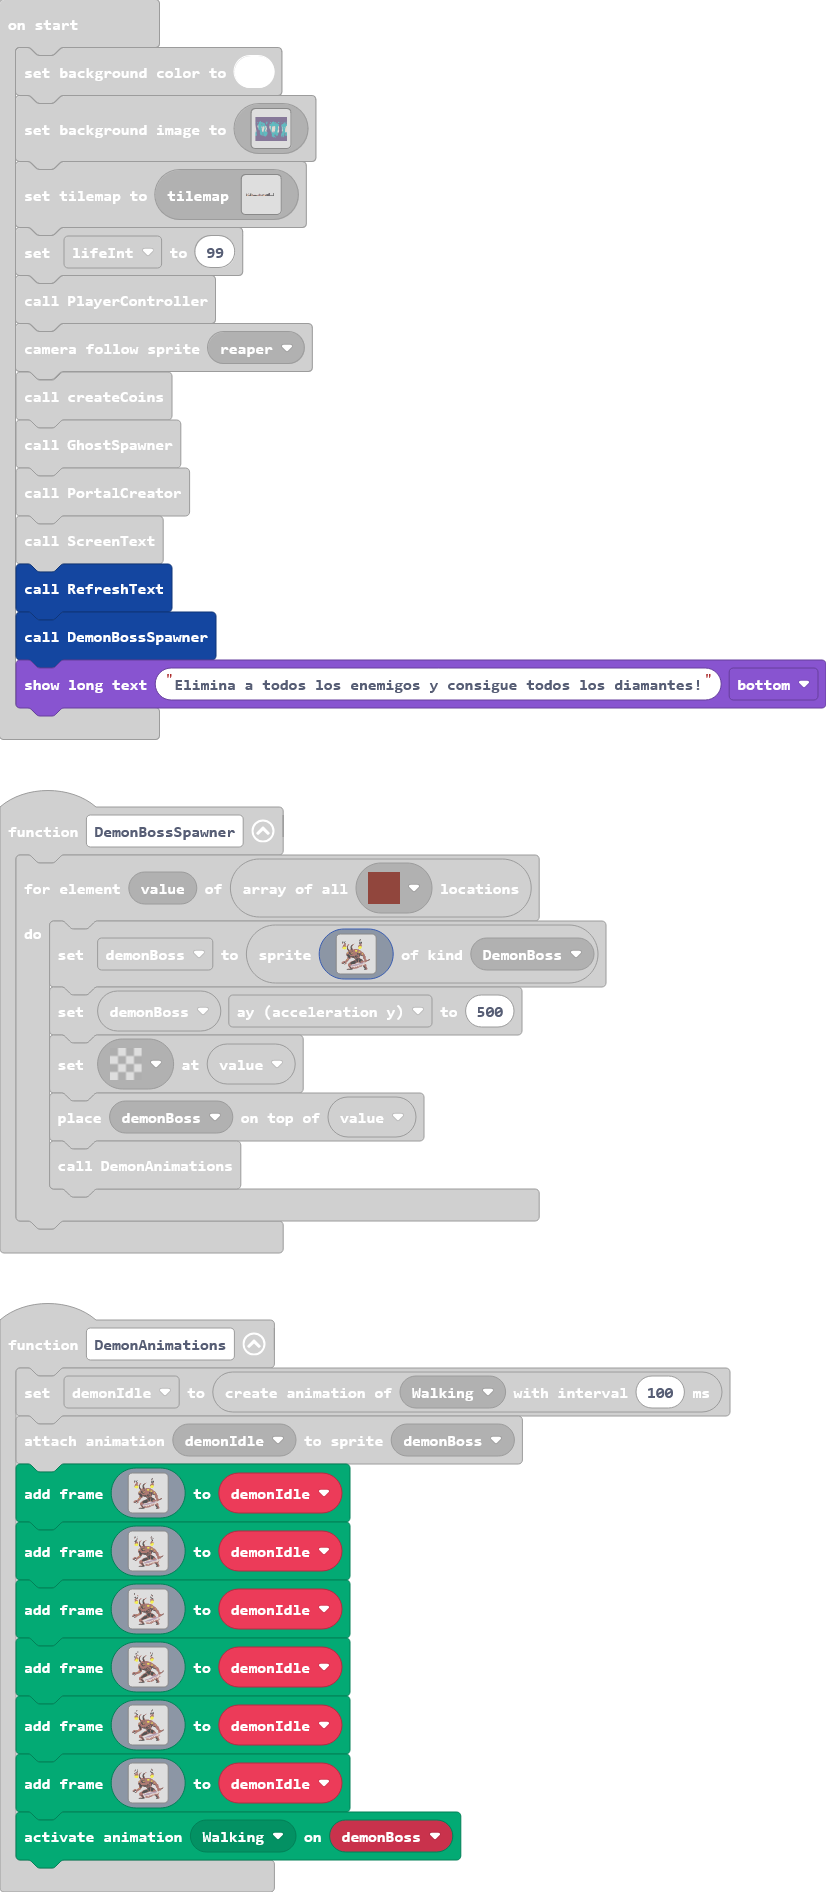 on start
set background color to
set background image to
set tilemap to tilemap
set lifeInt to 99
call PlayerController
camera follow sprite reaper
call createCoins
call GhostSpawner
call PortalCreator
call ScreenText
call RefreshText
call DemonBossSpawner
show long text "Elimina a todos los enemigos y consigue todos los diamantes!" bottom
function DemonBossSpawner
for element value of array of all locations
do
set demonBoss to sprite of kind DemonBoss
set demonBoss ay (acceleration y) to 500
set at value
place demonBoss on top of value
call DemonAnimations
function DemonAnimations
set demonIdle to create animation of Walking with interval 100 ms
attach animation demonIdle to sprite demonBoss
add frame to demonIdle
add frame to demonIdle
add frame to demonIdle
add frame to demonIdle
add frame to demonIdle
add frame to demonIdle
activate animation Walking on demonBoss